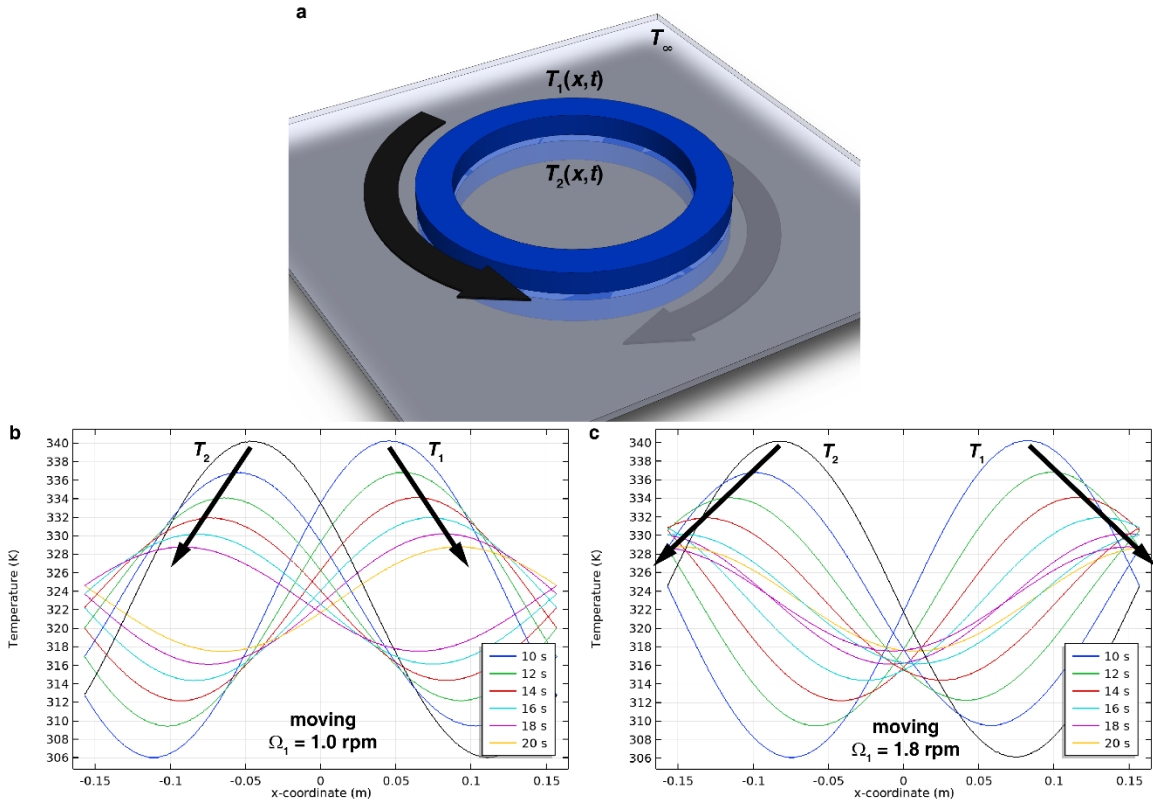 a
T∞
T1(x,t)
T2(x,t)
b
340
338
336
334
332
330
328
326
324
322
320
318
316
314
312
310
308
306
Temperature (K)
T2
T1
10 s
12 s
14 s
16 s
18 s
20 s
moving
Ω1 = 1.0 rpm
-0.15 -0.1 -0.05 0 0.05 0.1 0.15
x-coordinate (m)
c
340
338
336
334
332
330
328
326
324
322
320
318
316
314
312
310
308
306
Temperature (K)
T2
T1
10 s
12 s
14 s
16 s
18 s
20 s
moving
Ω1 = 1.8 rpm
-0.15 -0.1 -0.05 0 0.05 0.1 0.15
x-coordinate (m)